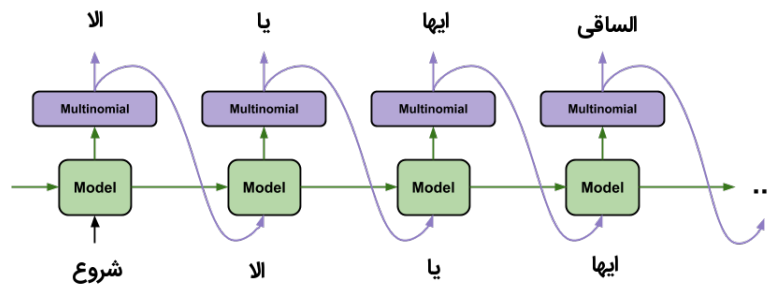 الا یا ایها الساقی
Multinomial Multinomial Multinomial Multinomial
Model Model Model Model ..
شروع الا یا ایها